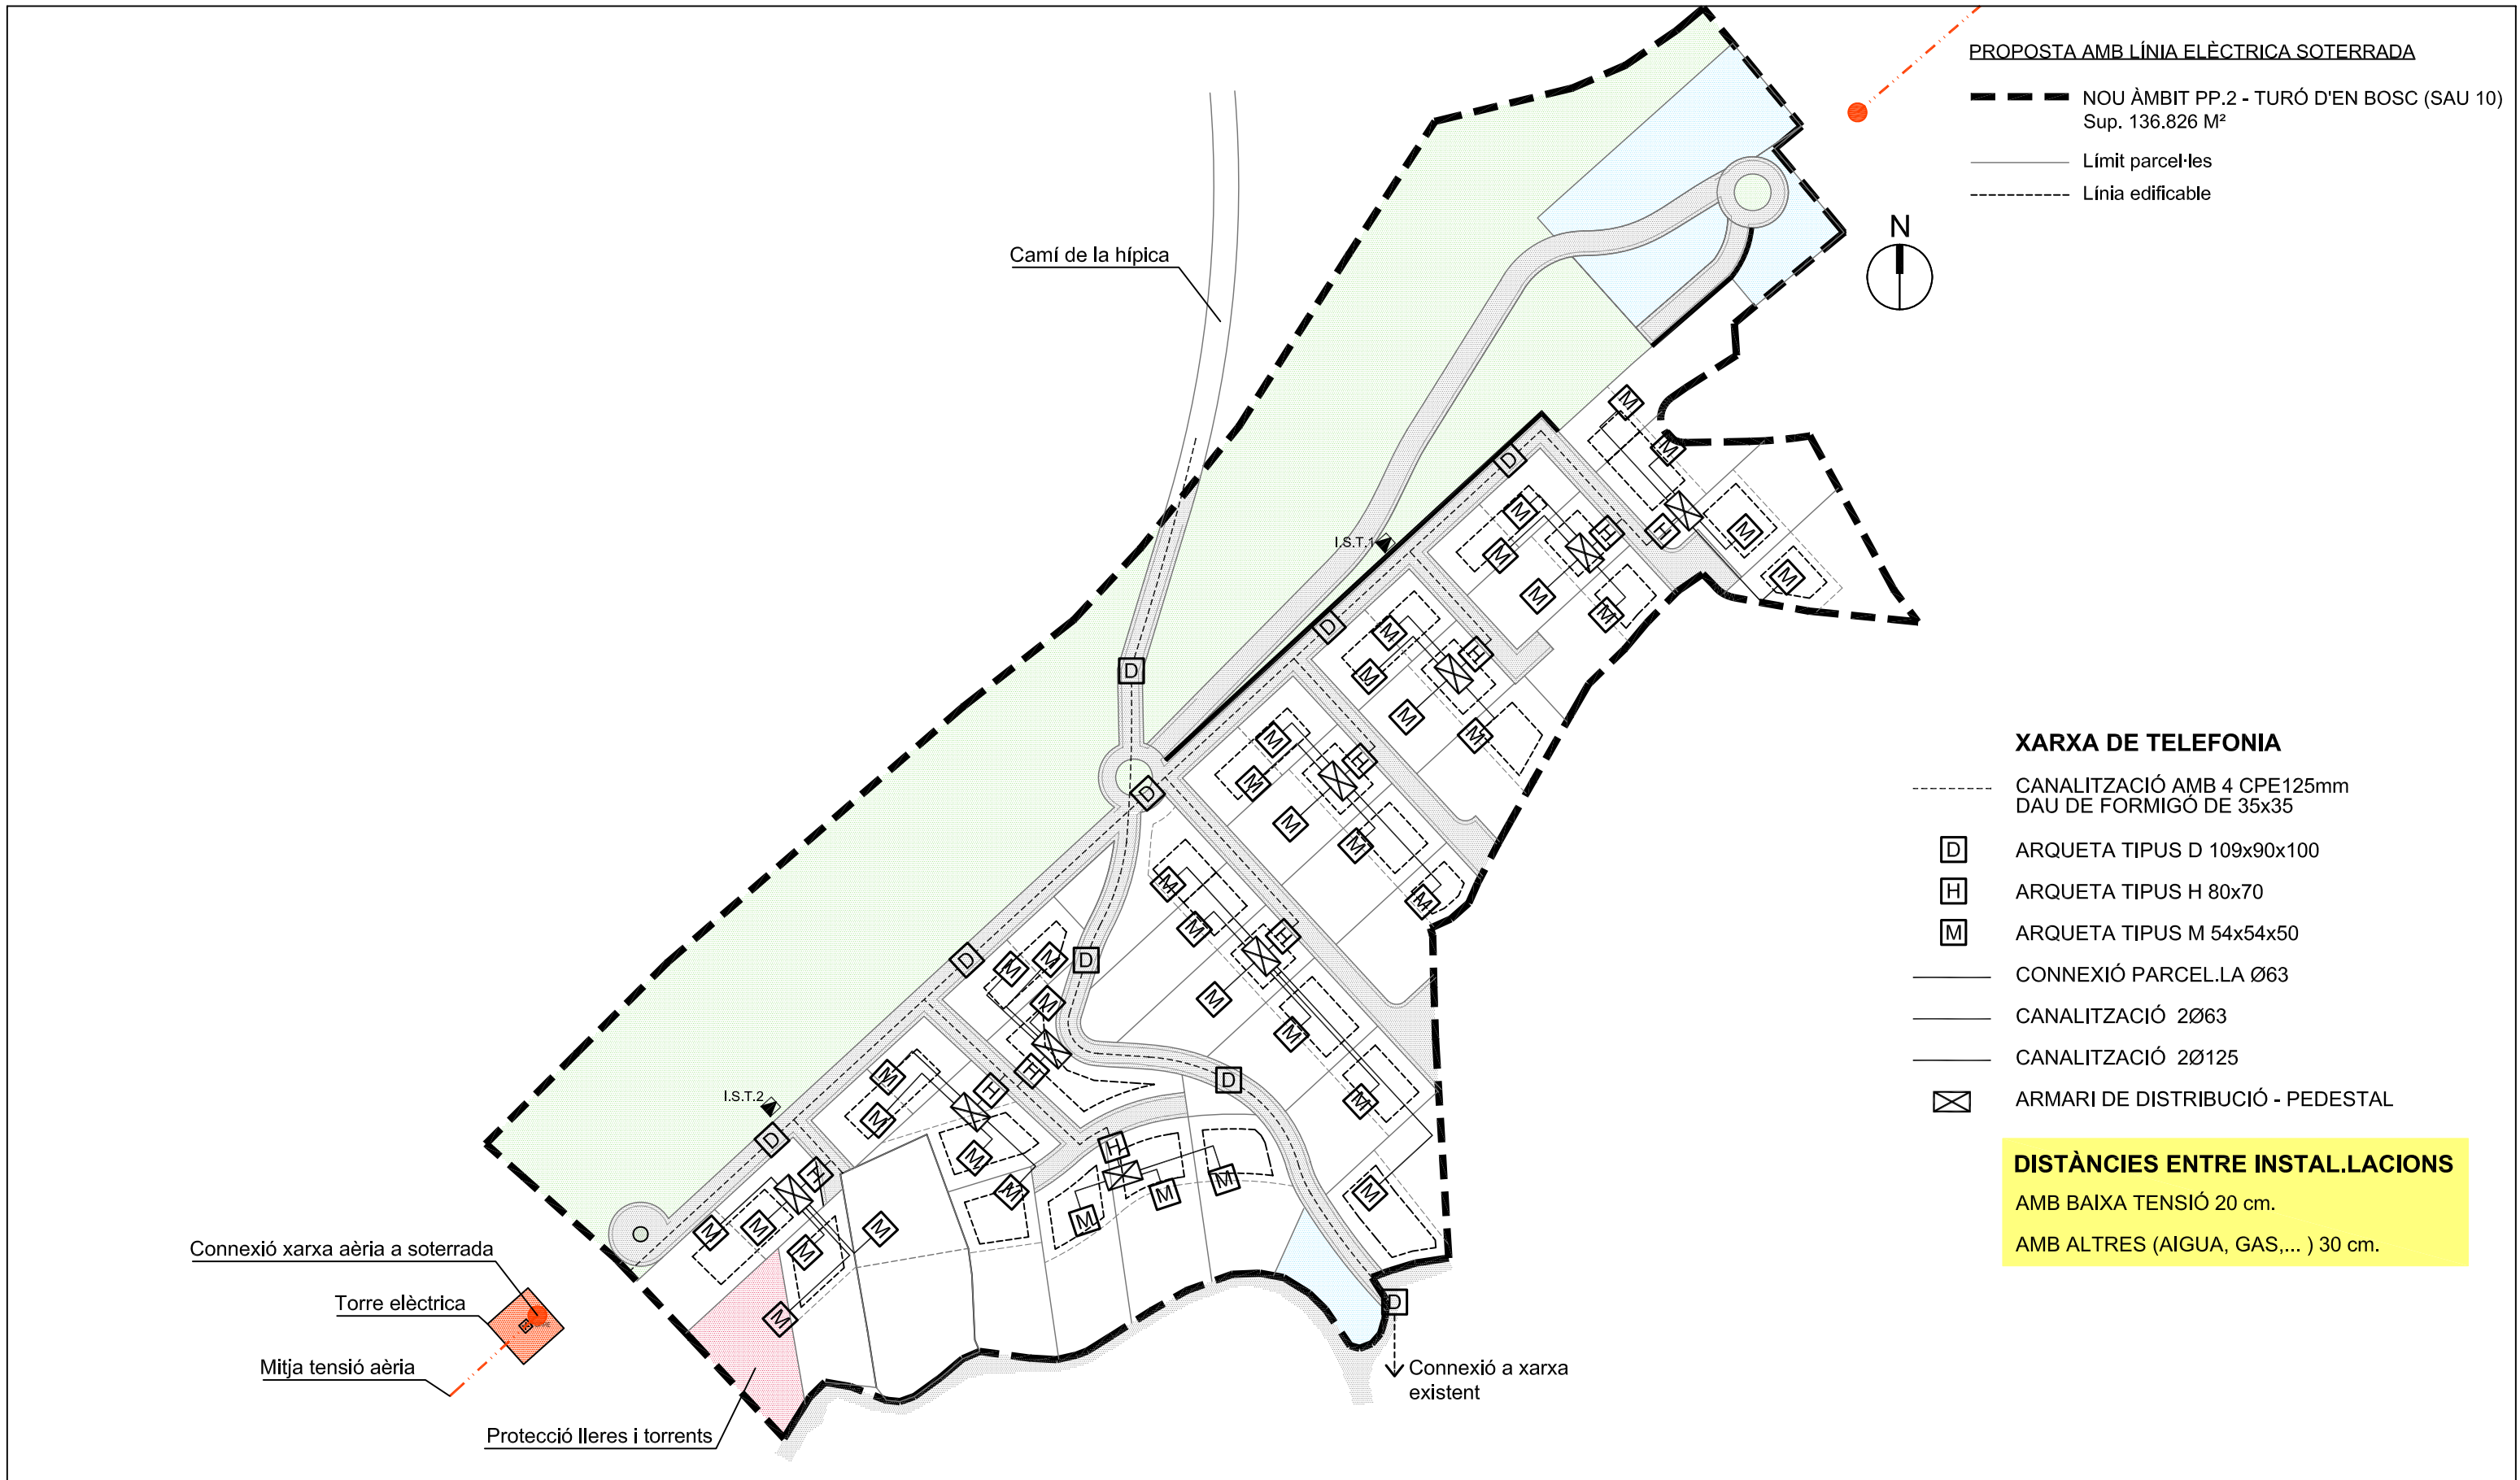 PROPOSTA AMB LÍNIA ELÈCTRICA SOTERRADA
NOU ÀMBIT PP.2 - TURÓ D'EN BOSC (SAU 10)
Sup. 136.826 M²
Límit parcel·les
Línia edificable
N
Camí de la hípica
I.S.T.1
I.S.T.2
XARXA DE TELEFONIA
CANALITZACIÓ AMB 4 CPE125mm
DAU DE FORMIGÓ DE 35x35
D ARQUETA TIPUS D 109x90x100
H ARQUETA TIPUS H 80x70
M ARQUETA TIPUS M 54x54x50
CONNEXIÓ PARCEL.LA Ø63
CANALITZACIÓ 2Ø63
CANALITZACIÓ 2Ø125
ARMARI DE DISTRIBUCIÓ - PEDESTAL
DISTÀNCIES ENTRE INSTAL.LACIONS
AMB BAIXA TENSIÓ 20 cm.
AMB ALTRES (AIGUA, GAS,... ) 30 cm.
Connexió xarxa aèria a soterrada
Torre elèctrica
Mitja tensió aèria
Protecció lleres i torrents
Connexió a xarxa
existent